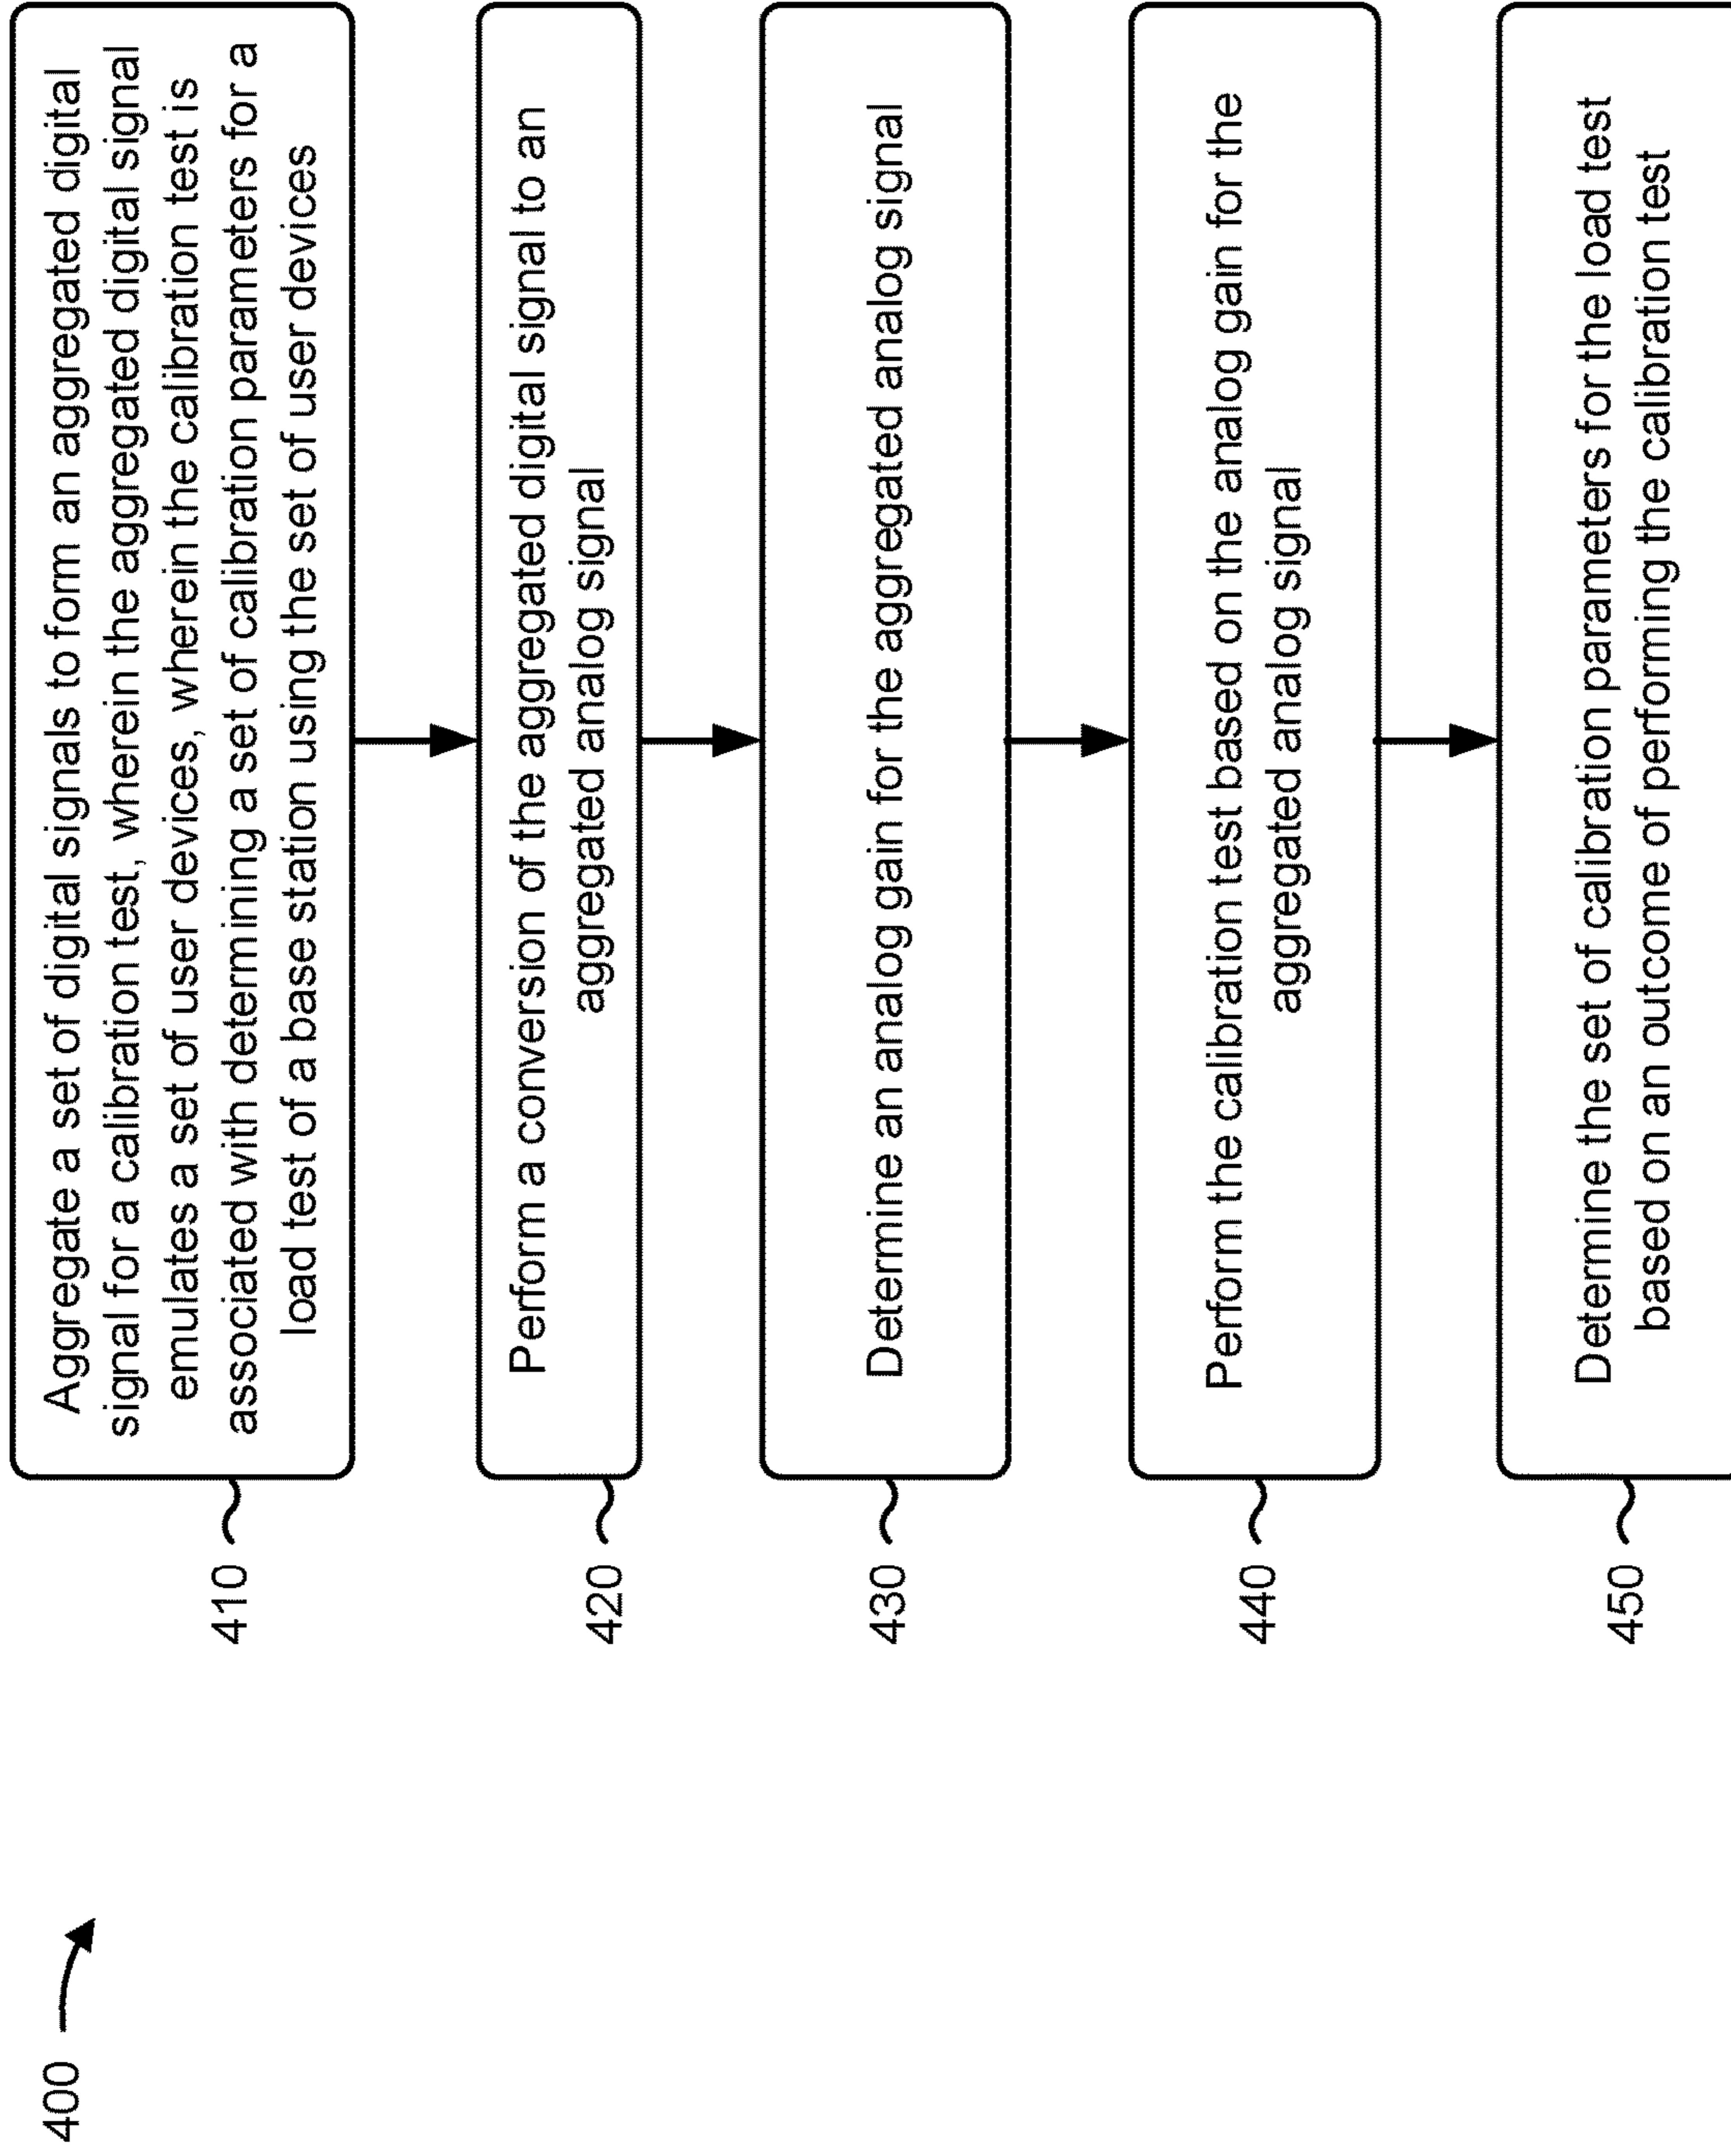 400
410
Aggregate a set of digital signals to form an aggregated digital
signal for a calibration test, wherein the aggregated digital signal
emulates a set of user devices, wherein the calibration test is
associated with determining a set of calibration parameters for a
load test of a base station using the set of user devices
420
Perform a conversion of the aggregated digital signal to an
aggregated analog signal
430
Determine an analog gain for the aggregated analog signal
440
Perform the calibration test based on the analog gain for the
aggregated analog signal
450
Determine the set of calibration parameters for the load test
based on an outcome of performing the calibration test